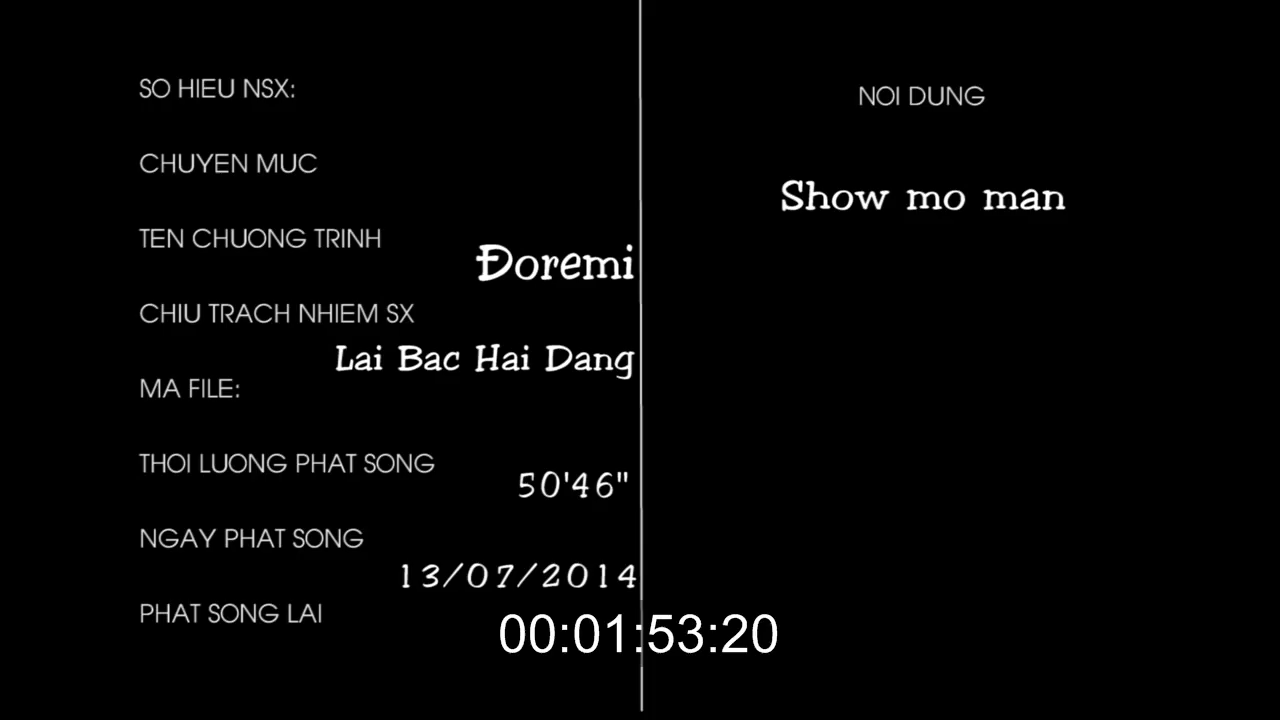 SO HIEU NSX:
CHUYEN MUC
TEN CHUONG TRINH
Đoremi
CHIU TRACH NHIEM SX
Lai Bac Hai Dang
MA FILE:
THOI LUONG PHAT SONG
50'46"
NGAY PHAT SONG
13/07/2014
PHAT SONG LAI
00:01:53:20
NOI DUNG
Show mo man